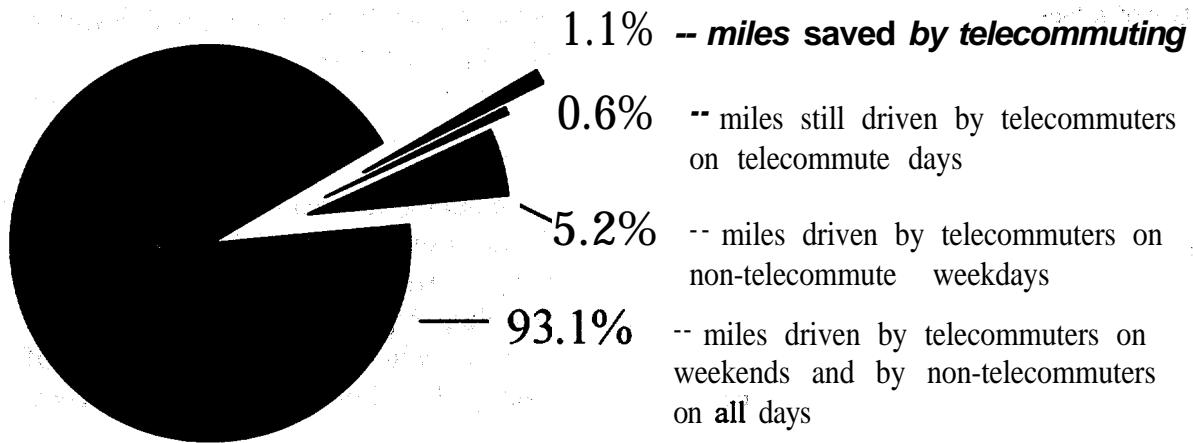 1.1% -- miles saved by telecommuting
0.6% -- miles still driven by telecommuters
on telecommute days
5.2% -- miles driven by telecommuters on
non-telecommute weekdays
93.1% -- miles driven by telecommuters on
weekends and by non-telecommuters
on all days